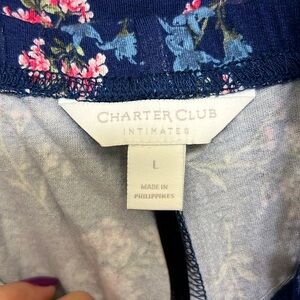 CHARTER CLUB
INTIMATES
L
MADE IN
PHILIPPINES